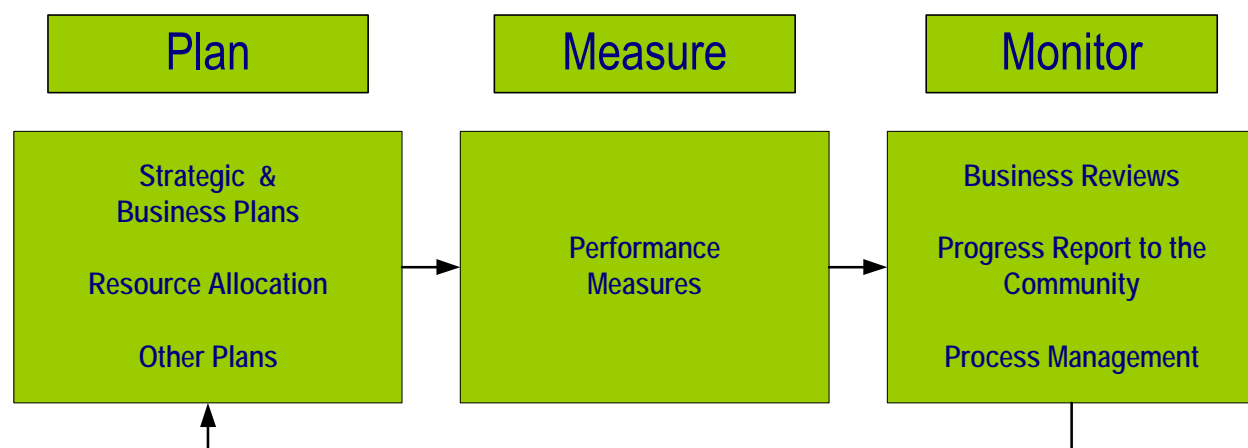 Plan
Measure
Monitor
Strategic &
Business Plans
Resource Allocation
Other Plans
Performance
Measures
Business Reviews
Progress Report to the
Community
Process Management